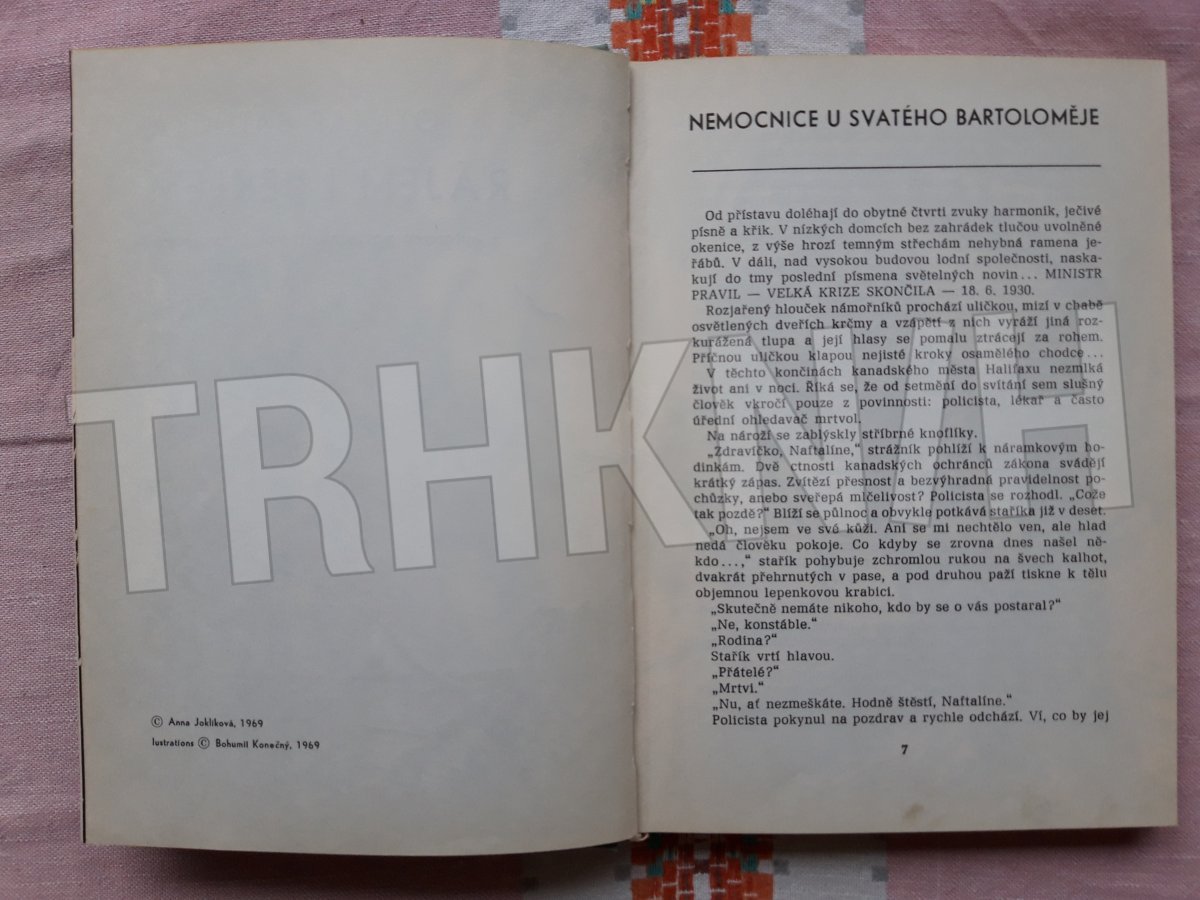 © Anna Joklíková, 1969
lustrations © Bohumil Konečný, 1969
NEMOCNICE U SVATÉHO BARTOLOMĚJE
Od přístavu doléhají do obytné čtvrti zvuky harmonik, ječivé
písně a křik. V nízkých domcích bez zahrádek tlučou uvolněné
okenice, z výše hrozí temným střechám nehybná ramena je-
řábů. V dáli, nad vysokou budovou lodní společnosti, naska-
kují do tmy poslední písmena světelných novin... MINISTR
PRAVIL — VELKÁ KRIZE SKONČILA — 18. 6. 1930.
Rozjařený hlouček námořníků prochází uličkou, mizí v chabě
osvětlených dveřích krčmy a vzápětí z nich vyráží jiná roz-
kurážená tlupa a její hlasy se pomalu ztrácejí za rohem.
Příčnou uličkou klapou nejisté kroky osamělého chodce...
V těchto končinách kanadského města Halifaxu nezmlká
život ani v noci. Říká se, že od setmění do svítání sem slušný
člověk vkročí pouze z povinnosti: policista, lékař a často
úřední ohledavač mrtvol.
Na nároží se zablýskly stříbrné knoflíky.
„Zdravíčko, Naftalíne,“ strážník pohlíží k náramkovým ho-
dinkám. Dvě ctnosti kanadských ochránců zákona svádějí
krátký zápas. Zvítězí přesnost a bezvýhradná pravidelnost po-
chůzky, anebo sveřepá mlčelivost? Policista se rozhodl. „Cože
tak pozdě?“ Blíží se půlnoc a obvykle potkává staříka již v deset.
„Oh, nejsem ve své kůži. Ani se mi nechtělo ven, ale hlad
nedá člověku pokoje. Co kdyby se zrovna dnes našel ně-
kdo...,“ stařík pohybuje zchromlou rukou na švech kalhot,
dvakrát přehrnutých v pase, a pod druhou paží tiskne k tělu
objemnou lepenkovou krabici.
„Skutečně nemáte nikoho, kdo by se o vás postaral?“
„Ne, konstáble.“
„Rodina?“
Stařík vrtí hlavou.
„Přátelé?“
„Mrtvi.“
„Nu, ať nezmeškáte. Hodně štěstí, Naftalíne.“
Policista pokynul na pozdrav a rychle odchází. Ví, co by jej
7
TRHKNIH